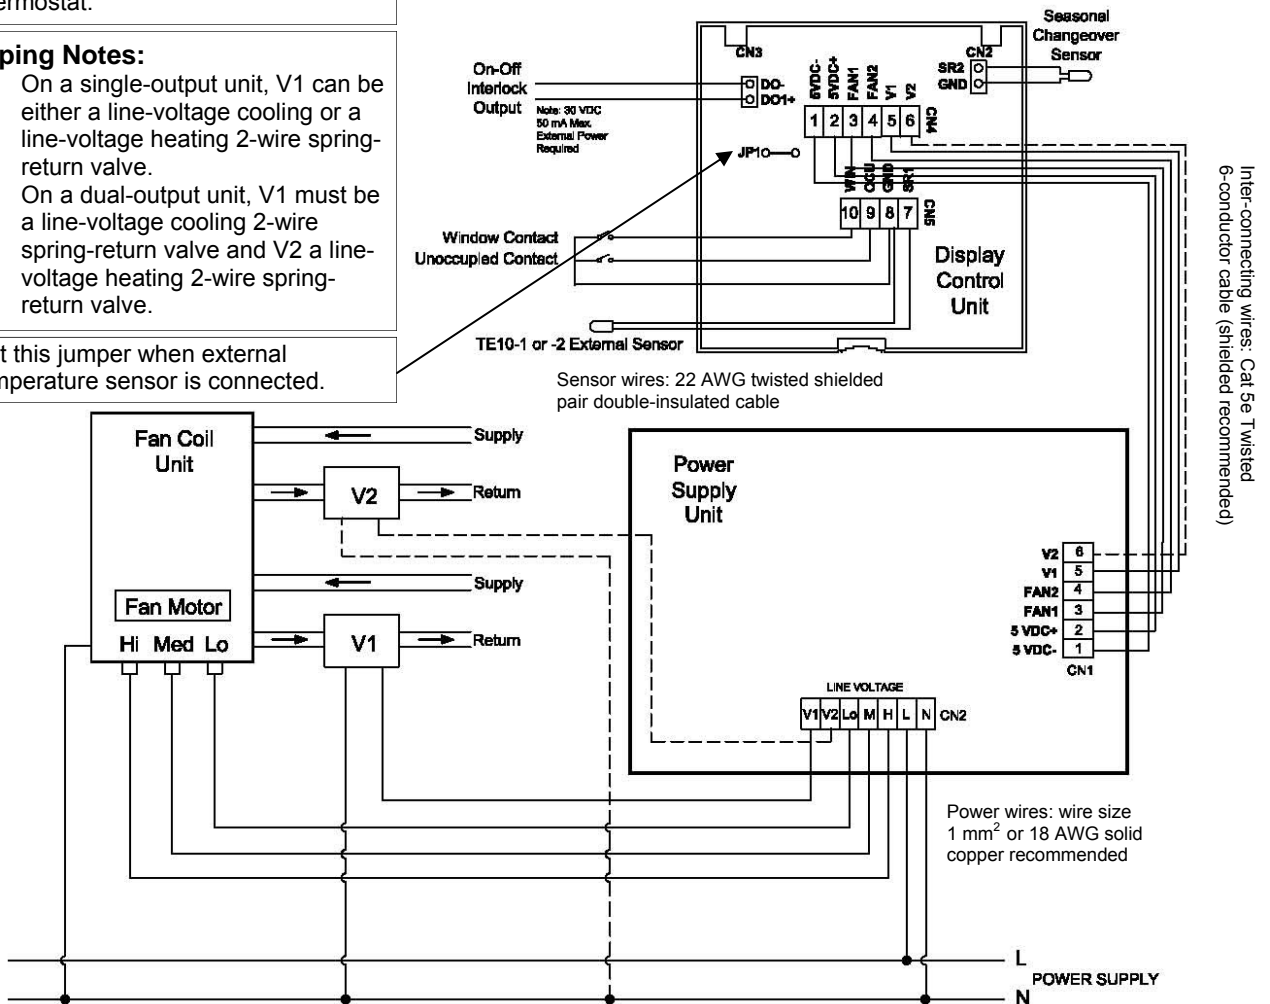 ermostat.
ping Notes:
On a single-output unit, V1 can be
either a line-voltage cooling or a
line-voltage heating 2-wire spring-
return valve.
On a dual-output unit, V1 must be
a line-voltage cooling 2-wire
spring-return valve and V2 a line-
voltage heating 2-wire spring-
return valve.
t this jumper when external
mperature sensor is connected.
On-Off
Interlock
Output
Note: 30 VDC
50 mA Max.
External Power
Required
CN3
DO-
DO1+
JP1
5VDC-
5VDC+
FAN1
FAN2
V1
V2
1 2 3 4 5 6
CN4
CN2
SR2
GND
Seasonal
Changeover
Sensor
WIN
OCU
GND
SR1
10 9 8 7
CN5
Window Contact
Unoccupied Contact
Display
Control
Unit
TE10-1 or -2 External Sensor
Sensor wires: 22 AWG twisted shielded
pair double-insulated cable
Inter-connecting wires: Cat 5e Twisted
6-conductor cable (shielded recommended)
Fan Coil
Unit
Supply
V2
Return
Supply
Fan Motor
Hi Med Lo
V1
Return
Power
Supply
Unit
V2 6
V1 5
FAN2 4
FAN1 3
5 VDC+ 2
5 VDC- 1
CN1
LINE VOLTAGE
V1 V2 Lo M H L N CN2
Power wires: wire size
1 mm² or 18 AWG solid
copper recommended
L
POWER SUPPLY
N